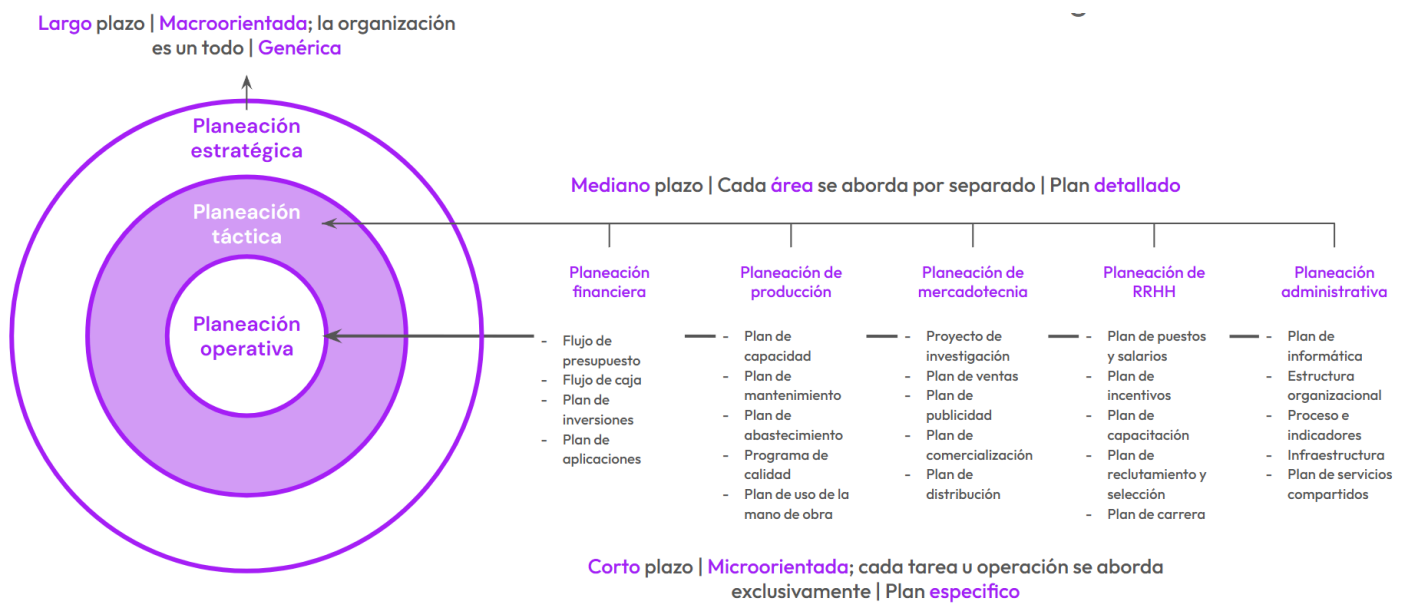 Largo plazo | Macroorientada; la organización
es un todo | Genérica
Planeación
estratégica
Planeación
táctica
Planeación
operativa
Mediano plazo | Cada área se aborda por separado | Plan detallado
Planeación
financiera
- Flujo de
presupuesto
- Flujo de caja
- Plan de
inversiones
- Plan de
aplicaciones
Planeación de
producción
- Plan de
capacidad
- Plan de
mantenimiento
- Plan de
abastecimiento
- Programa de
calidad
- Plan de uso de la
mano de obra
Planeación de
mercadotecnia
- Proyecto de
investigación
- Plan de ventas
- Plan de
publicidad
- Plan de
comercialización
- Plan de
distribución
Planeación de
RRHH
- Plan de puestos
y salarios
- Plan de
incentivos
- Plan de
capacitación
- Plan de
reclutamiento y
selección
- Plan de carrera
Planeación
administrativa
- Plan de
informática
- Estructura
organizacional
- Proceso e
indicadores
- Infraestructura
- Plan de servicios
compartidos
Corto plazo | Microorientada; cada tarea u operación se aborda
exclusivamente | Plan especifico